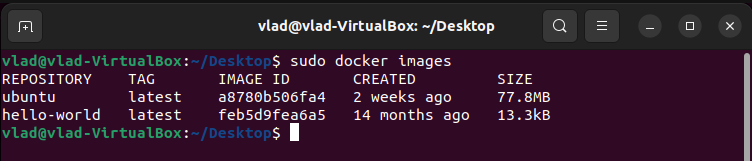 vlad@vlad-VirtualBox: ~/Desktop
vlad@vlad-VirtualBox:~/Desktop$ sudo docker images
REPOSITORY TAG IMAGE ID CREATED SIZE
ubuntu latest a8780b506fa4 2 weeks ago 77.8MB
hello-world latest feb5d9fea6a5 14 months ago 13.3kB
vlad@vlad-VirtualBox:~/Desktop$